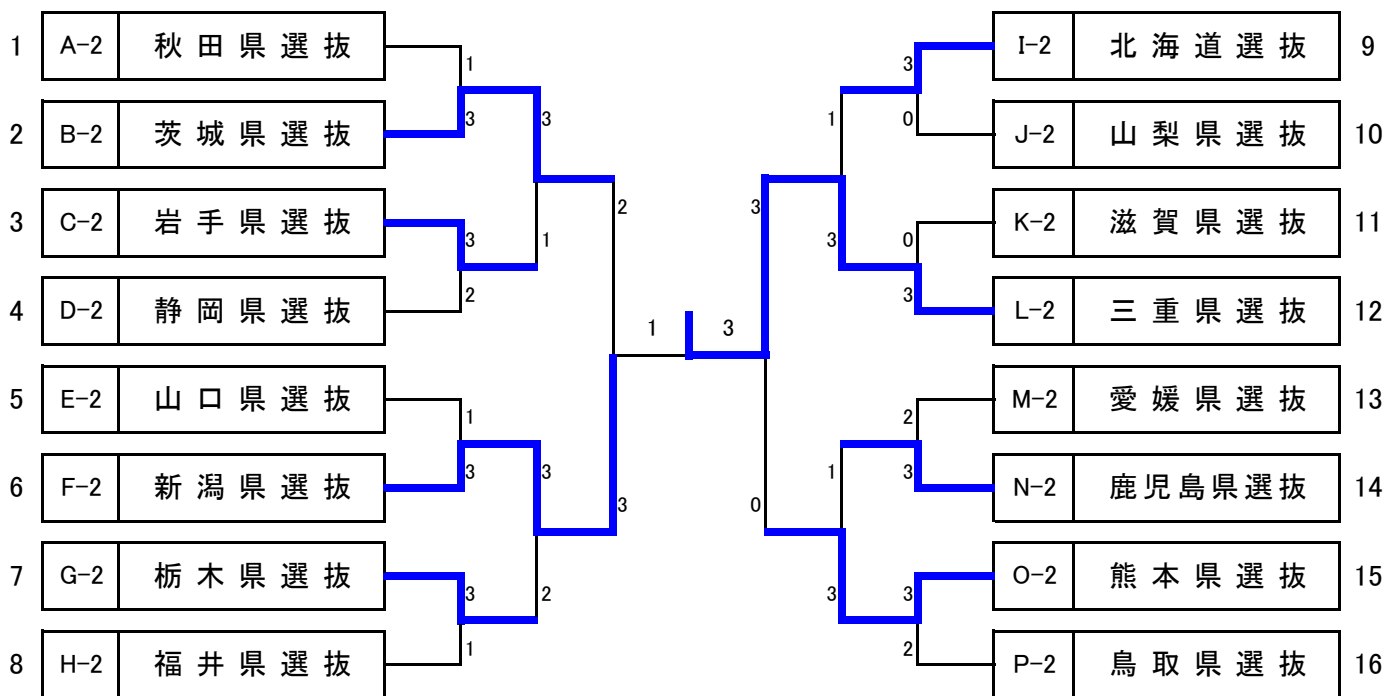 1 A-2 秋田県選抜
2 B-2 茨城県選抜
3 C-2 岩手県選抜
4 D-2 静岡県選抜
5 E-2 山口県選抜
6 F-2 新潟県選抜
7 G-2 栃木県選抜
8 H-2 福井県選抜
1
3
3
2
1
3
3
1
3
1
3
2
2
3
1 3
3
0
1
3
1
3
3
0
0
3
2
3
3
2
I-2 北海道選抜 9
J-2 山梨県選抜 10
K-2 滋賀県選抜 11
L-2 三重県選抜 12
M-2 愛媛県選抜 13
N-2 鹿児島県選抜 14
O-2 熊本県選抜 15
P-2 鳥取県選抜 16